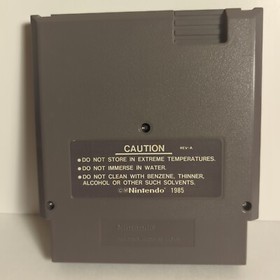 CAUTION REV-A
●DO NOT STORE IN EXTREME TEMPERATURES.
●DO NOT IMMERSE IN WATER.
●DO NOT CLEAN WITH BENZENE, THINNER,
ALCOHOL OR OTHER SUCH SOLVENTS.
Nintendo 1985